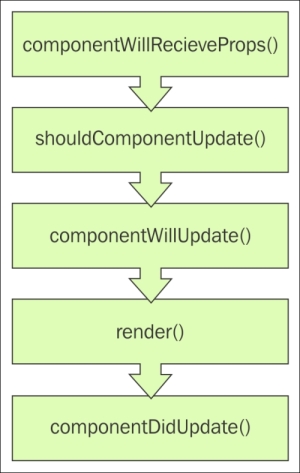 componentWillRecieveProps()
shouldComponentUpdate()
componentWillUpdate()
render()
componentDidUpdate()